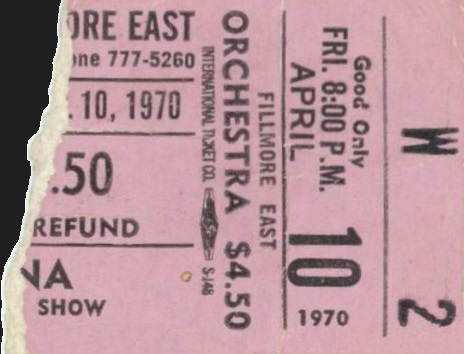 ORE EAST
one 777-5260
. 10, 1970
.50
REFUND
NA
SHOW
ORCHESTRA $4.50
INTERNATIONAL TICKET CO. S-148
FILLMORE EAST
Good Only
FRI. 8:00 P.M.
APRIL
10
1970
W
2